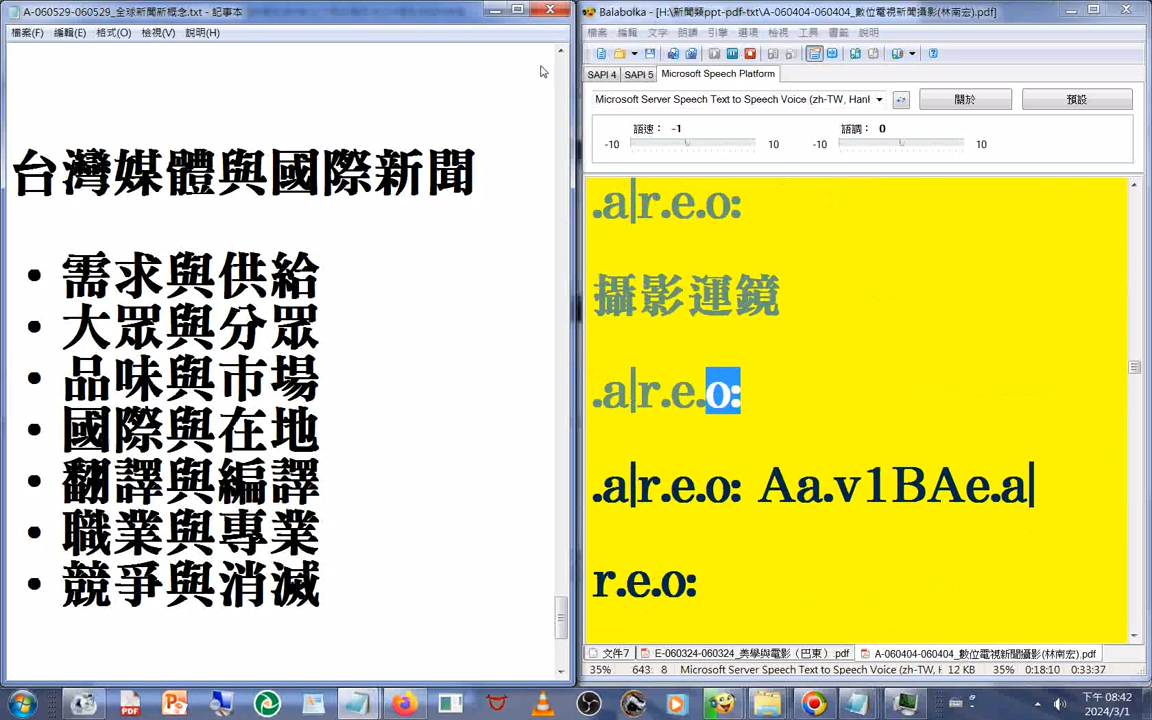 A-060529-060529_全球新聞新概念.txt - 記事本
檔案(F) 編輯(E) 格式(O) 檢視(V) 說明(H)
台灣媒體與國際新聞
• 需求與供給
• 大眾與分眾
• 品味與市場
• 國際與在地
• 翻譯與編譯
• 職業與專業
• 競爭與消滅
Balabolka - [H:\新聞類ppt-pdf-txt\A-060404-060404_數位電視新聞攝影(林南宏).pdf]
檔案 編輯 文字 朗讀 引擎 選項 檢視 工具 書籤 說明
SAPI 4 SAPI 5 Microsoft Speech Platform
Microsoft Server Speech Text to Speech Voice (zh-TW, Hanl 關於 預設
語速： -1 語調： 0
-10 10 -10 10
.a|r.e.o:
攝影運鏡
.a|r.e.o:
.a|r.e.o: Aa.v1BAe.a|
r.e.o:
文件7 E-060324-060324_美學與電影（巴東）.pdf A-060404-060404_數位電視新聞攝影(林南宏).pdf
35% 643: 8 Microsoft Server Speech Text to Speech Voice (zh-TW, H 12 KB 35% 0:18:10 0:33:37
下午 08:42
2024/3/1